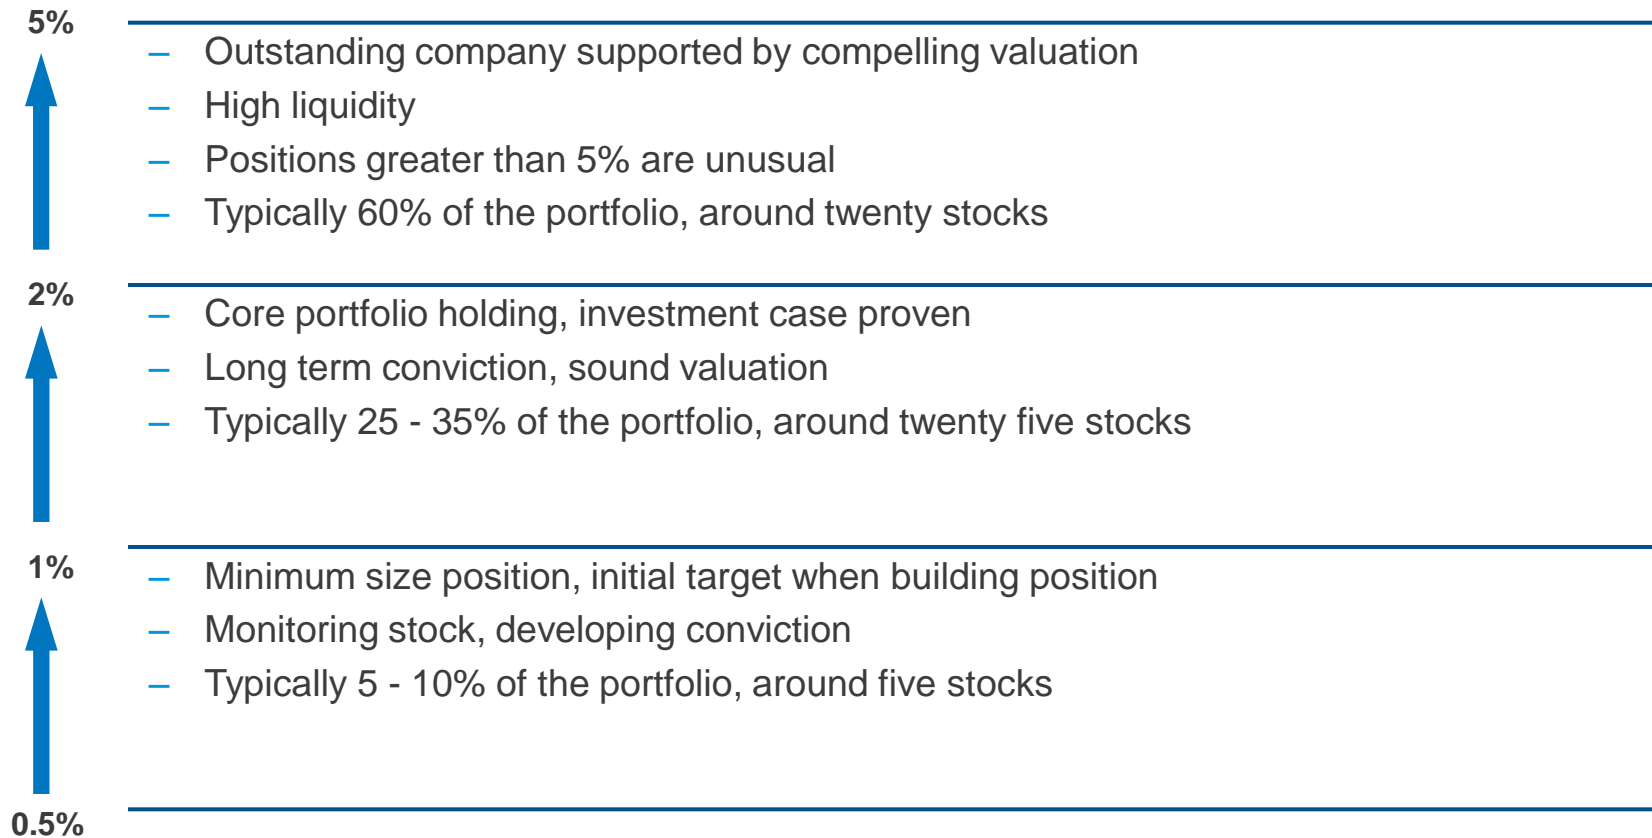 5%
– Outstanding company supported by compelling valuation
– High liquidity
– Positions greater than 5% are unusual
– Typically 60% of the portfolio, around twenty stocks
2%
– Core portfolio holding, investment case proven
– Long term conviction, sound valuation
– Typically 25 - 35% of the portfolio, around twenty five stocks
1%
– Minimum size position, initial target when building position
– Monitoring stock, developing conviction
– Typically 5 - 10% of the portfolio, around five stocks
0.5%